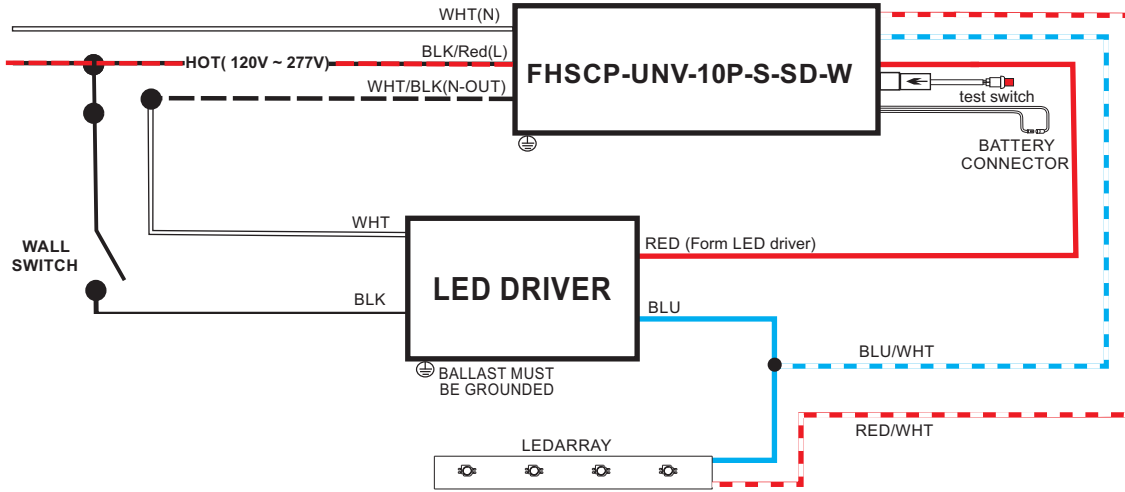 WHT(N)
BLK/Red(L)
HOT( 120V ~ 277V)
WHT/BLK(N-OUT)
FHSCP-UNV-10P-S-SD-W
test switch
BATTERY
CONNECTOR
WHT
WALL
SWITCH
BLK
LED DRIVER
RED (Form LED driver)
BLU
BALLAST MUST
BE GROUNDED
BLU/WHT
RED/WHT
LEDARRAY